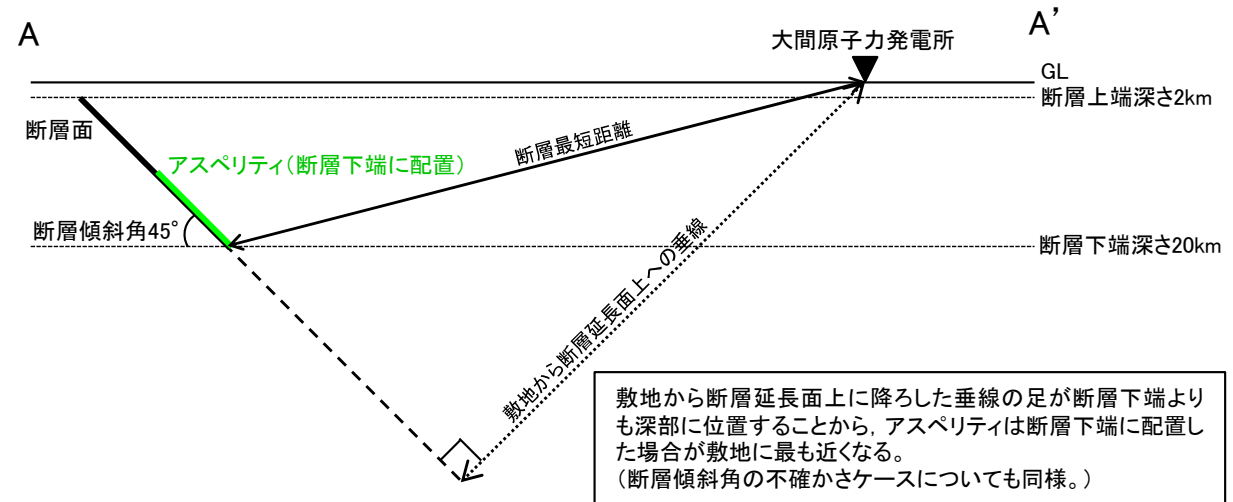 A
A’
大間原子力発電所
GL
断層上端深さ2km
断層面
断層最短距離
アスペリティ(断層下端に配置)
断層傾斜角45°
断層下端深さ20km
敷地から断層延長面上への垂線
敷地から断層延長面上に降ろした垂線の足が断層下端より
も深部に位置することから，アスペリティは断層下端に配置し
た場合が敷地に最も近くなる。
(断層傾斜角の不確かさケースについても同様。)